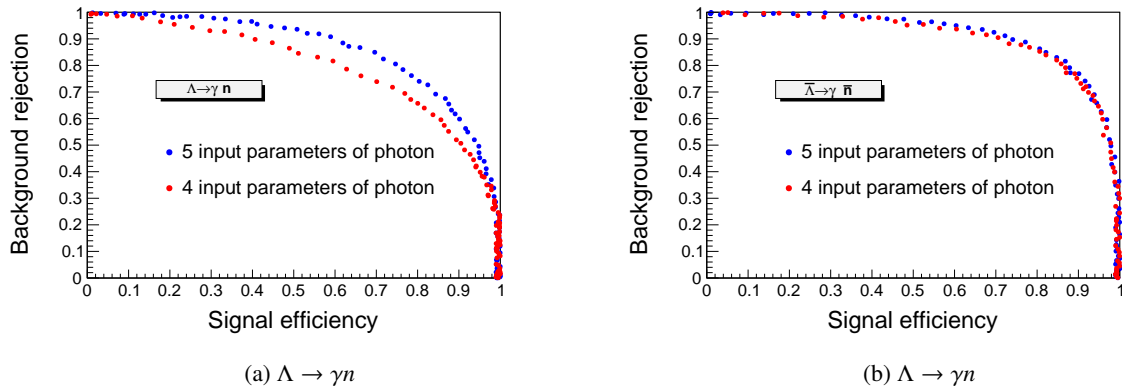 Background rejection
1
0.9
0.8
0.7
0.6
0.5
0.4
0.3
0.2
0.1
0
Λ→γ n
5 input parameters of photon
4 input parameters of photon
0 0.1 0.2 0.3 0.4 0.5 0.6 0.7 0.8 0.9 1
Signal efficiency
(a) Λ → γn
Background rejection
1
0.9
0.8
0.7
0.6
0.5
0.4
0.3
0.2
0.1
0
Λ̅→γ n̅
5 input parameters of photon
4 input parameters of photon
0 0.1 0.2 0.3 0.4 0.5 0.6 0.7 0.8 0.9 1
Signal efficiency
(b) Λ → γn